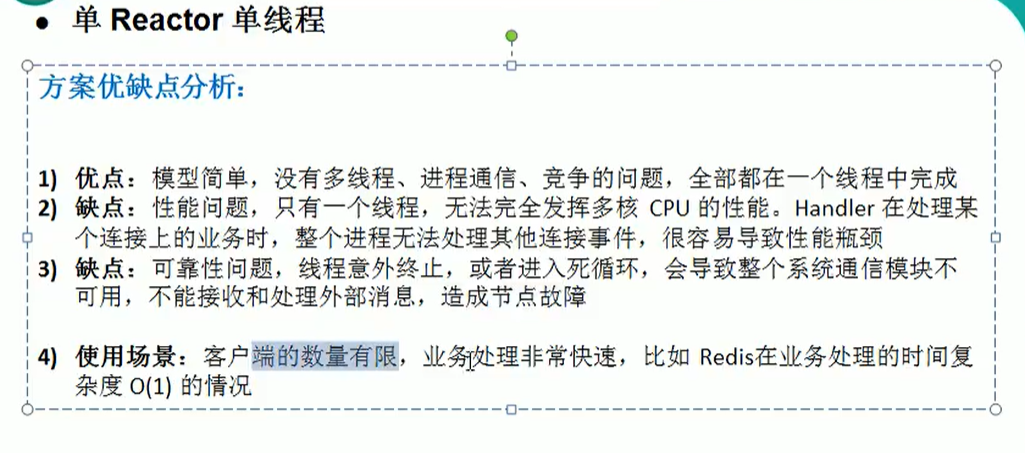 ● 单 Reactor 单线程
方案优缺点分析：
1) 优点：模型简单，没有多线程、进程通信、竞争的问题，全部都在一个线程中完成
2) 缺点：性能问题，只有一个线程，无法完全发挥多核 CPU 的性能。Handler 在处理某
个连接上的业务时，整个进程无法处理其他连接事件，很容易导致性能瓶颈
3) 缺点：可靠性问题，线程意外终止，或者进入死循环，会导致整个系统通信模块不
可用，不能接收和处理外部消息，造成节点故障
4) 使用场景：客户端的数量有限，业务处理非常快速，比如 Redis在业务处理的时间复
杂度 O(1) 的情况